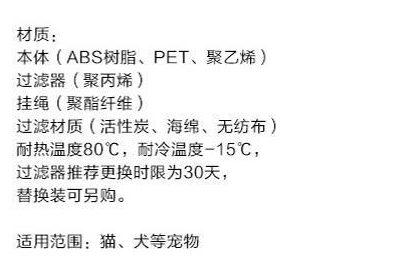 材质：
本体（ABS树脂、PET、聚乙烯）
过滤器（聚丙烯）
挂绳（聚酯纤维）
过滤材质（活性炭、海绵、无纺布）
耐热温度80℃，耐冷温度-15℃，
过滤器推荐更换时限为30天，
替换装可另购。
适用范围：猫、犬等宠物